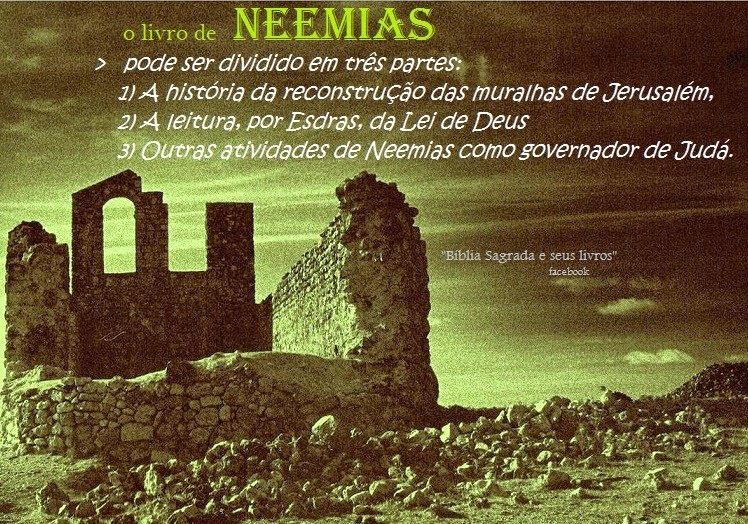 o livro de NEEMIAS
> pode ser dividido em três partes:
1) A história da reconstrução das muralhas de Jerusalém,
2) A leitura, por Esdras, da Lei de Deus
3) Outras atividades de Neemias como governador de Judá.
"Bíblia Sagrada e seus livros"
facebook